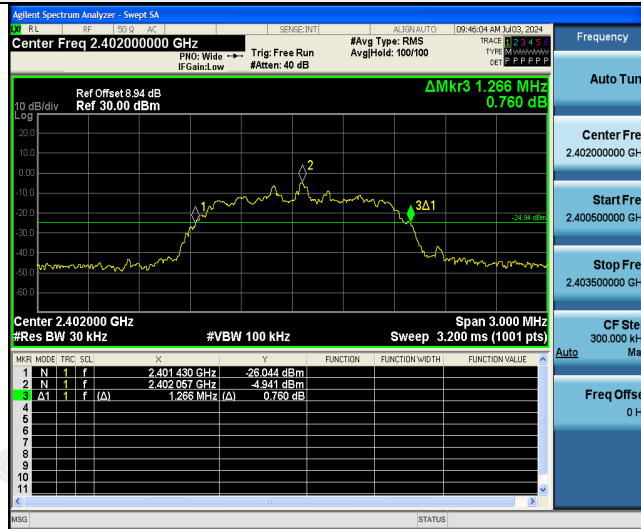 Agilent Spectrum Analyzer - Swept SA
LXI RL RF 50 Ω AC SENSE:INT ALIGN AUTO 09:46:04 AM Jul 03, 2024
Center Freq 2.402000000 GHz
PNO: Wide
IFGain:Low
Trig: Free Run
#Atten: 40 dB
#Avg Type: RMS
Avg|Hold: 100/100
TRACE 1 2 3 4 5 6
TYPE M
DET P P P P P P
Ref Offset 8.94 dB
10 dB/div Ref 30.00 dBm
Log
ΔMkr3 1.266 MHz
0.760 dB
20.0
10.0
0.00
-10.0
-20.0
-30.0
-40.0
-50.0
-60.0
1
2
3Δ1
-24.94 dBm
Center 2.402000 GHz Span 3.000 MHz
#Res BW 30 kHz #VBW 100 kHz Sweep 3.200 ms (1001 pts)
MKR MODE TRC SCL X Y FUNCTION FUNCTION WIDTH FUNCTION VALUE
1 N 1 f 2.401 430 GHz -26.044 dBm
2 N 1 f 2.402 057 GHz -4.941 dBm
3 Δ1 1 f (Δ) 1.266 MHz (Δ) 0.760 dB
4
5
6
7
8
9
10
11
MSG STATUS
Frequency
Auto Tun
Center Fre
2.402000000 GH
Start Fre
2.400500000 GH
Stop Fre
2.403500000 GH
CF Ste
300.000 kH
Auto Ma
Freq Offse
0 H